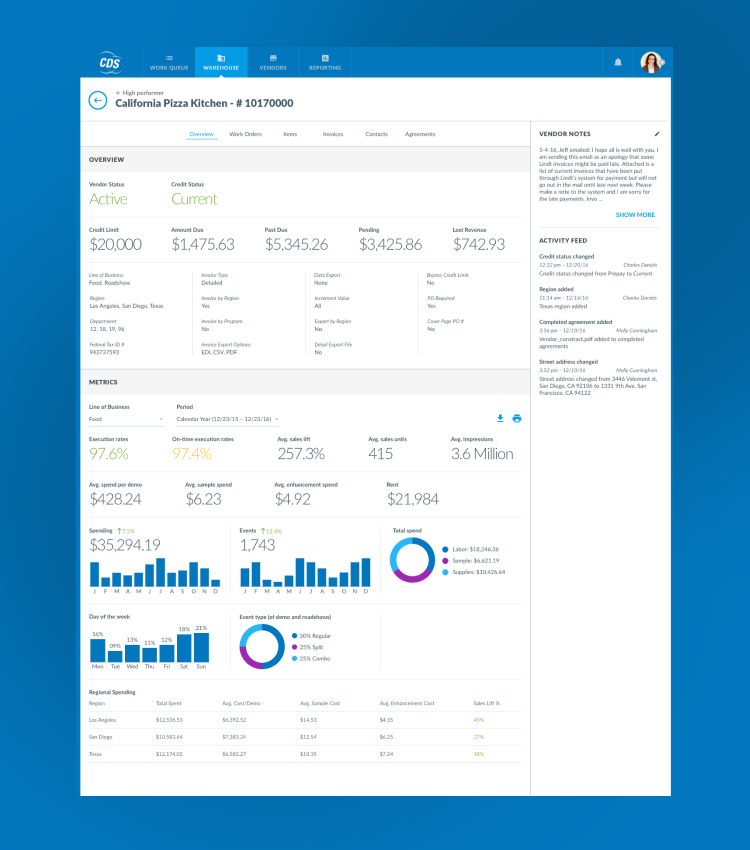 CDS
WORK QUEUE
WAREHOUSE
VENDORS
REPORTING
High performer
California Pizza Kitchen - # 10170000
Overview Work Orders Items Invoices Contacts Agreements
OVERVIEW
Vendor Status Credit Status
Active Current
Credit Limit Amount Due Past Due Pending Lost Revenue
$20,000 $1,475.63 $5,345.26 $3,425.86 $742.93
Line of Business Invoice Type Data Export Bypass Credit Limit
Food, Roadshow Detailed None No
Region Invoice by Region Increment Value PO Required
Los Angeles, San Diego, Texas Yes All Yes
Department Invoice by Program Export by Region Cover Page PO #
12, 18, 19, 96 No No No
Federal Tax ID # Invoice Export Options Detail Export File
943737593 EDI, CSV, PDF No
METRICS
Line of Business Period
Food Calendar Year (12/23/15 – 12/23/16)
Execution rates On-time execution rates Avg. sales lift Avg. sales units Avg. impressions
97.6% 97.4% 257.3% 415 3.6 Million
Avg. spend per demo Avg. sample spend Avg. enhancement spend Rent
$428.24 $6.23 $4.92 $21,984
Spending 7.5%
$35,294.19
J F M A M J J A S O N D
Events 12.4%
1,743
J F M A M J J A S O N D
Total spend
Labor: $18,246.36
Sample: $6,621.19
Supplies: $10,426.64
Day of the week
16% 09% 13% 11% 12% 18% 21%
Mon Tue Wed Thu Fri Sat Sun
Event type (of demo and roadshows)
50% Regular
25% Split
25% Combo
Regional Spending
Region Total Spent Avg. Cost/Demo Avg. Sample Cost Avg. Enhancement Cost Sales Lift %
Los Angeles $12,536.53 $6,392.52 $14.53 $4.35 45%
San Diego $10,583.64 $7,383.24 $12.54 $6.25 27%
Texas $12,174.02 $6,582.27 $10.35 $7.24 18%
VENDOR NOTES
5-4-16, Jeff emailed: I hope all is well with you. I
am sending this email as an apology that some
Lindt invoices might be paid late. Attached is a
list of current invoices that have been put
through Lindt's system for payment but will not
go out in the mail until late next week. Please
make a note to the system and I am sorry for
the late payments. Invo ...
SHOW MORE
ACTIVITY FEED
Credit status changed
12:32 pm – 12/20/16 Charles Daniels
Credit status changed from Prepay to Current
Region added
11:14 am – 12/16/16 Charles Daniels
Texas region added
Completed agreement added
3:56 pm – 12/10/16 Molly Cunningham
Vendor_constract.pdf added to completed
agreements
Street address changed
3:52 pm – 12/10/16 Molly Cunningham
Street address changed from 3446 Valemont st,
San Diego, CA 92106 to 1331 9th Ave, San
Francisco, CA 94122